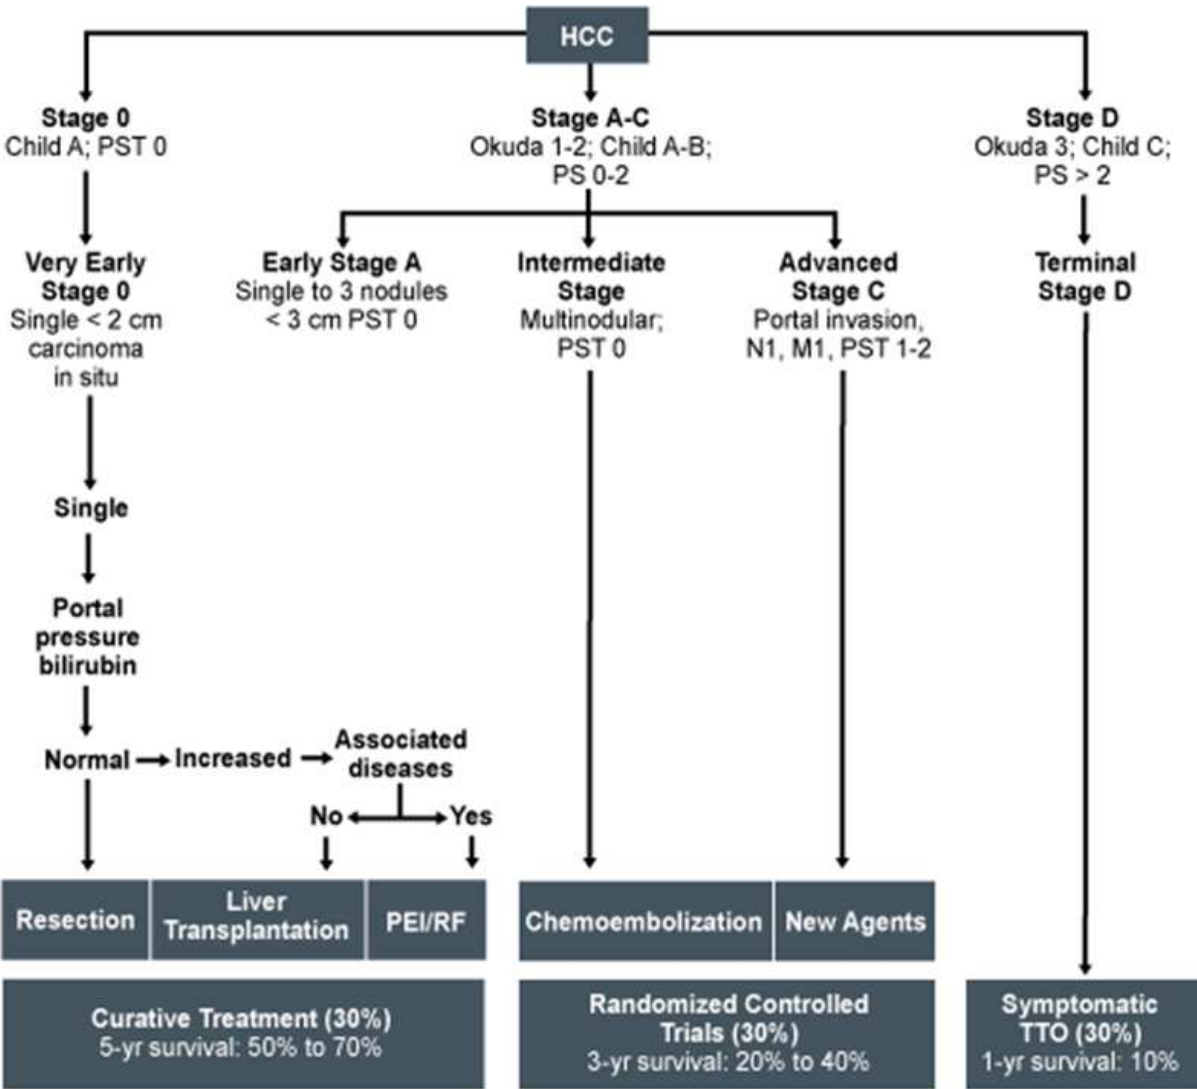 HCC
Stage 0
Child A; PST 0
Stage A-C
Okuda 1-2; Child A-B;
PS 0-2
Stage D
Okuda 3; Child C;
PS > 2
Very Early
Stage 0
Single < 2 cm
carcinoma
in situ
Early Stage A
Single to 3 nodules
< 3 cm PST 0
Intermediate
Stage
Multinodular;
PST 0
Advanced
Stage C
Portal invasion,
N1, M1, PST 1-2
Terminal
Stage D
Single
Portal
pressure
bilirubin
Normal
Increased
Associated
diseases
No
Yes
Resection
Liver
Transplantation
PEI/RF
Chemoembolization
New Agents
Curative Treatment (30%)
5-yr survival: 50% to 70%
Randomized Controlled
Trials (30%)
3-yr survival: 20% to 40%
Symptomatic
TTO (30%)
1-yr survival: 10%